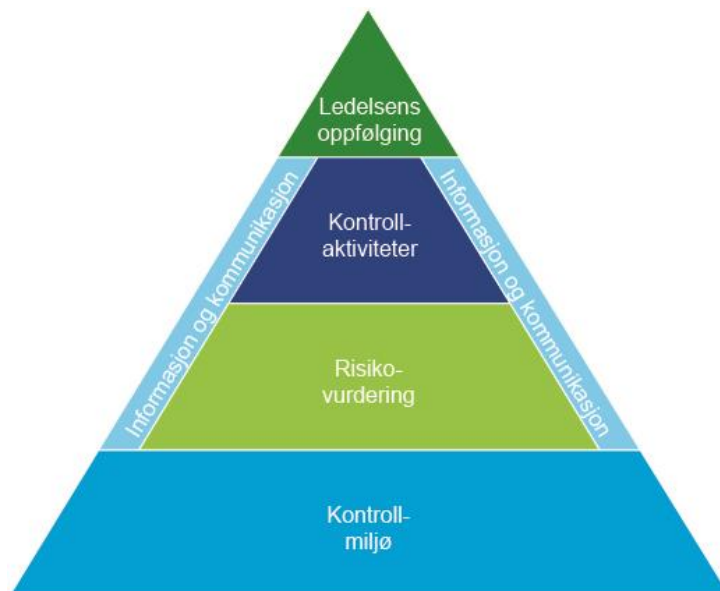 Ledelsens
oppfølging
Informasjon og kommunikasjon
Informasjon og kommunikasjon
Kontroll-
aktiviteter
Risiko-
vurdering
Kontroll-
miljø